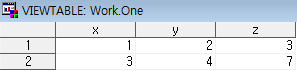 VIEWTABLE: Work.One
x y z
1 1 2 3
2 3 4 7